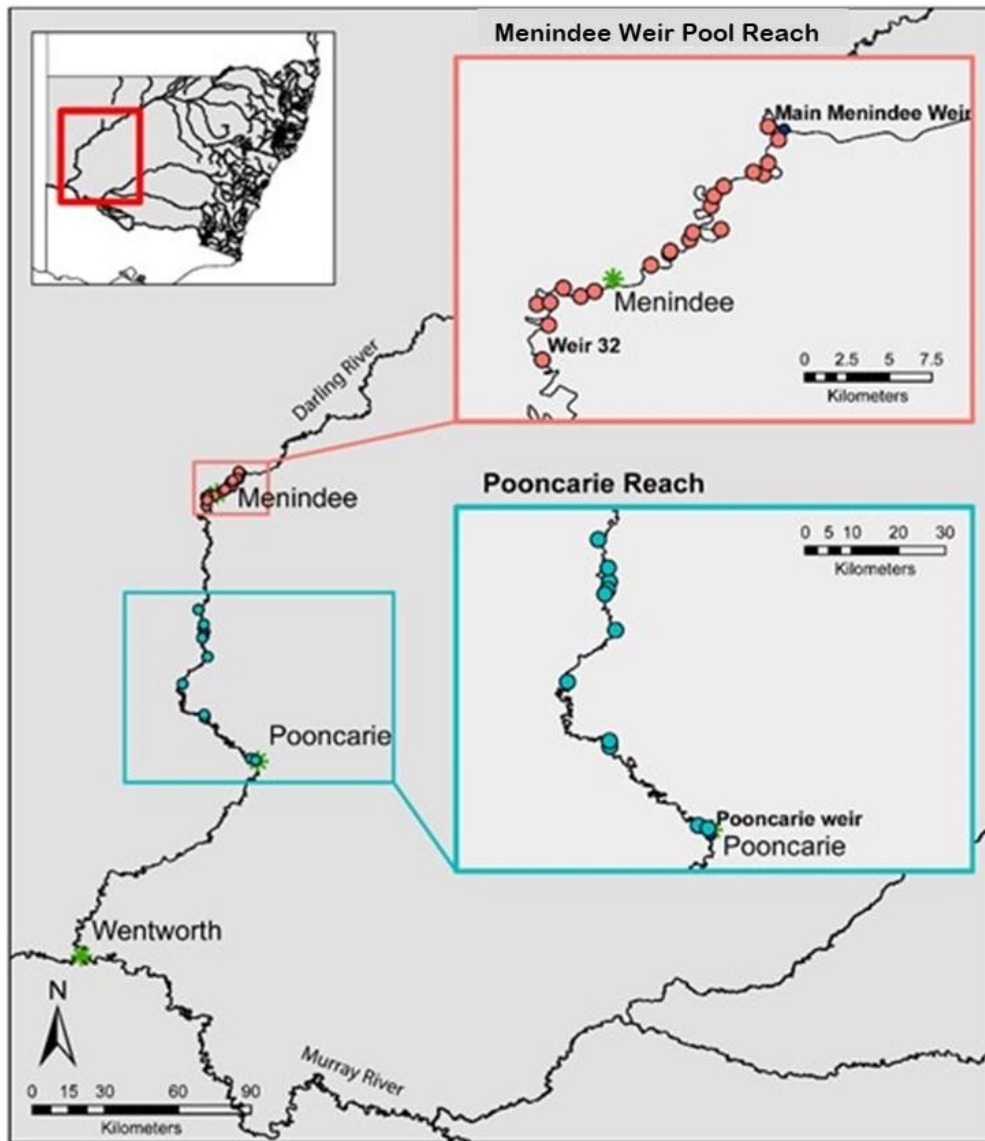 Menindee Weir Pool Reach
Main Menindee Weir
Menindee
Weir 32
0 2.5 5 7.5
Kilometers
Darling River
Menindee
Pooncarie Reach
0 5 10 20 30
Kilometers
Pooncarie weir
Pooncarie
Pooncarie
Wentworth
N
Murray River
0 15 30 60 90
Kilometers